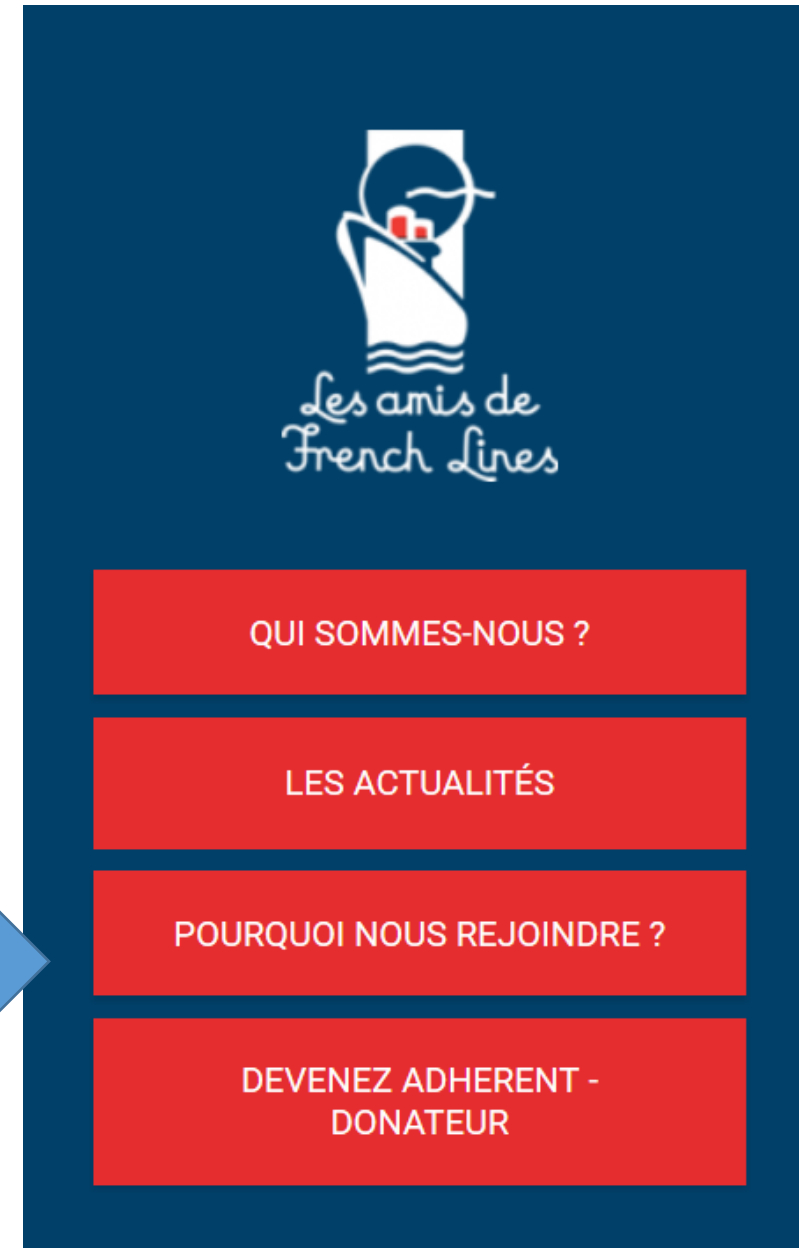 Les amis de
French Lines
QUI SOMMES-NOUS ?
LES ACTUALITÉS
POURQUOI NOUS REJOINDRE ?
DEVENEZ ADHERENT -
DONATEUR